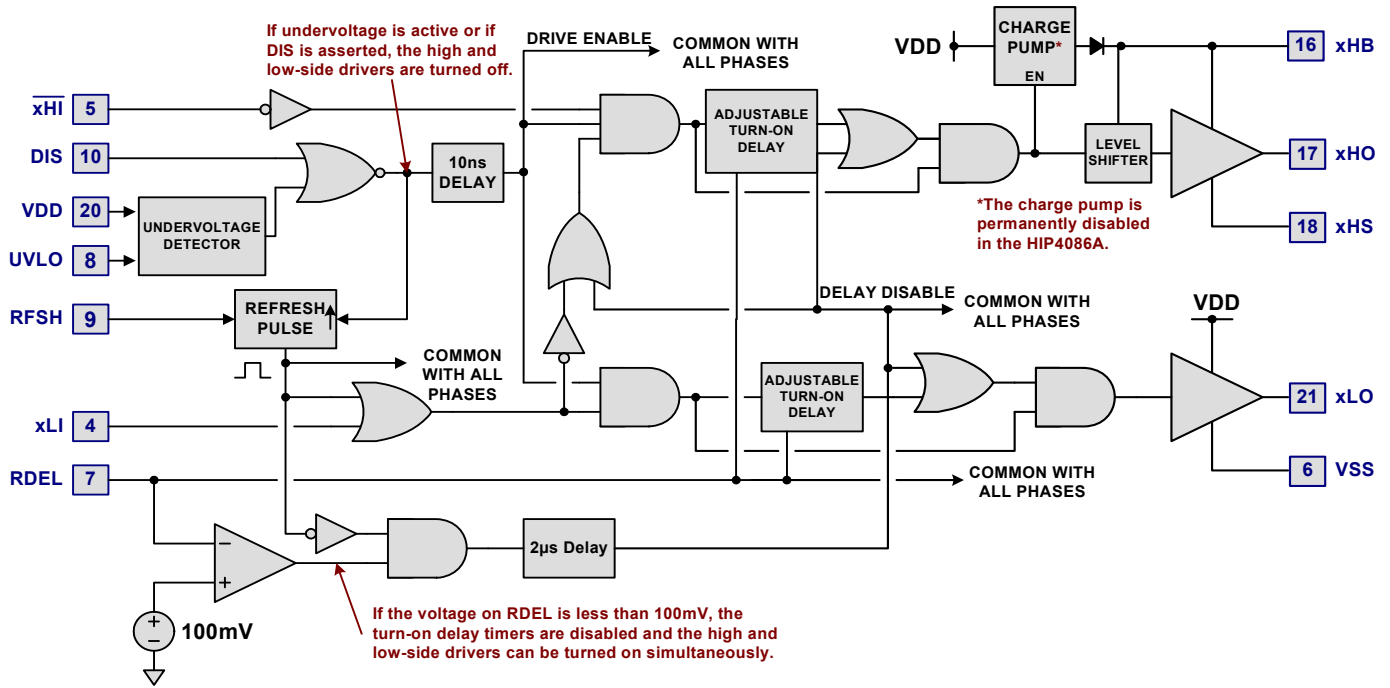 If undervoltage is active or if
DIS is asserted, the high and
low-side drivers are turned off.
DRIVE ENABLE
COMMON WITH
ALL PHASES
VDD
CHARGE
PUMP*
EN
16 xHB
xHI 5
ADJUSTABLE
TURN-ON
DELAY
LEVEL
SHIFTER
17 xHO
DIS 10
10ns
DELAY
VDD 20
UNDERVOLTAGE
DETECTOR
*The charge pump is
permanently disabled
in the HIP4086A.
18 xHS
UVLO 8
RFSH 9
REFRESH
PULSE
DELAY DISABLE
COMMON WITH
ALL PHASES
VDD
COMMON
WITH ALL
PHASES
ADJUSTABLE
TURN-ON
DELAY
21 xLO
xLI 4
RDEL 7
COMMON WITH
ALL PHASES
6 VSS
−
+
2µs Delay
+
−
100mV
If the voltage on RDEL is less than 100mV, the
turn-on delay timers are disabled and the high and
low-side drivers can be turned on simultaneously.